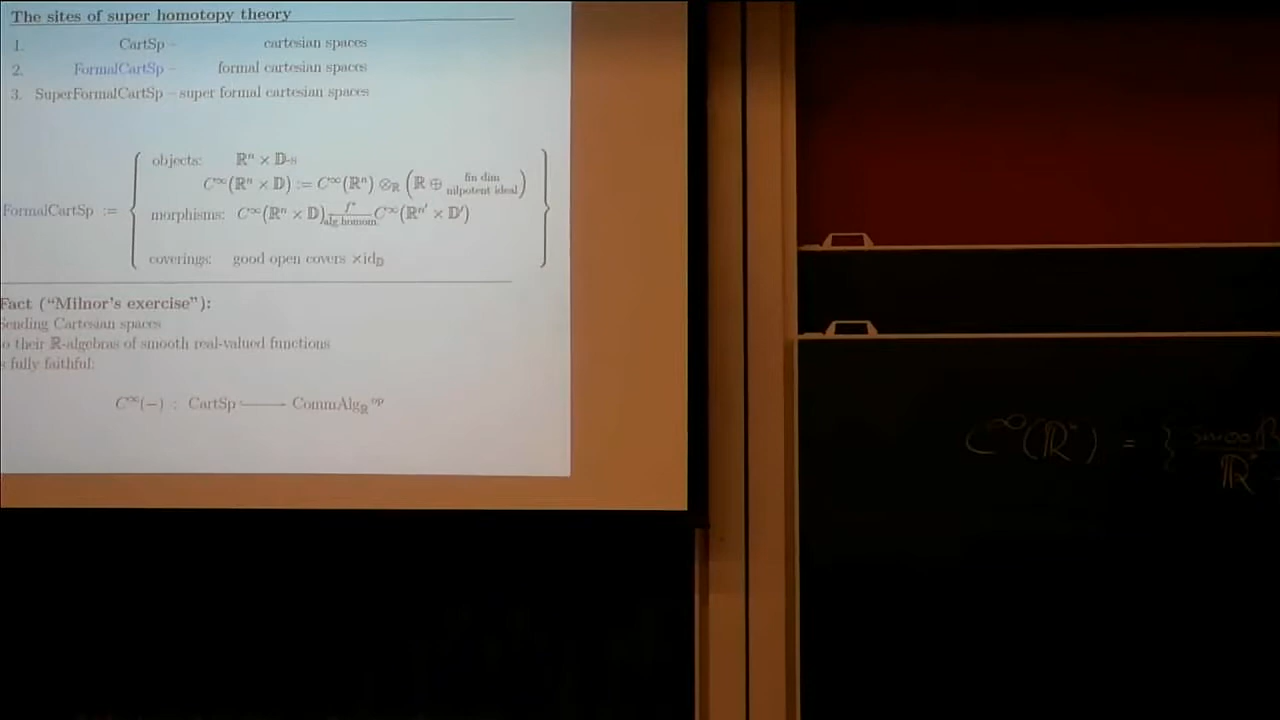 The sites of super homotopy theory
1. CartSp – cartesian spaces
2. FormalCartSp – formal cartesian spaces
3. SuperFormalCartSp – super formal cartesian spaces
objects: ℝⁿ × 𝔻-s
C^∞(ℝⁿ × 𝔻) := C^∞(ℝⁿ) ⊗_ℝ (ℝ ⊕ fin dim nilpotent ideal)
FormalCartSp :=
morphisms: C^∞(ℝⁿ × 𝔻) f* alg.homom. C^∞(ℝⁿ' × 𝔻')
coverings: good open covers ×id_𝔻
Fact ("Milnor's exercise"):
Sending Cartesian spaces
o their ℝ-algebras of smooth real-valued functions
s fully faithful:
C^∞(−) : CartSp ⟶ CommAlg_ℝ^op
C^∞(ℝⁿ) = {